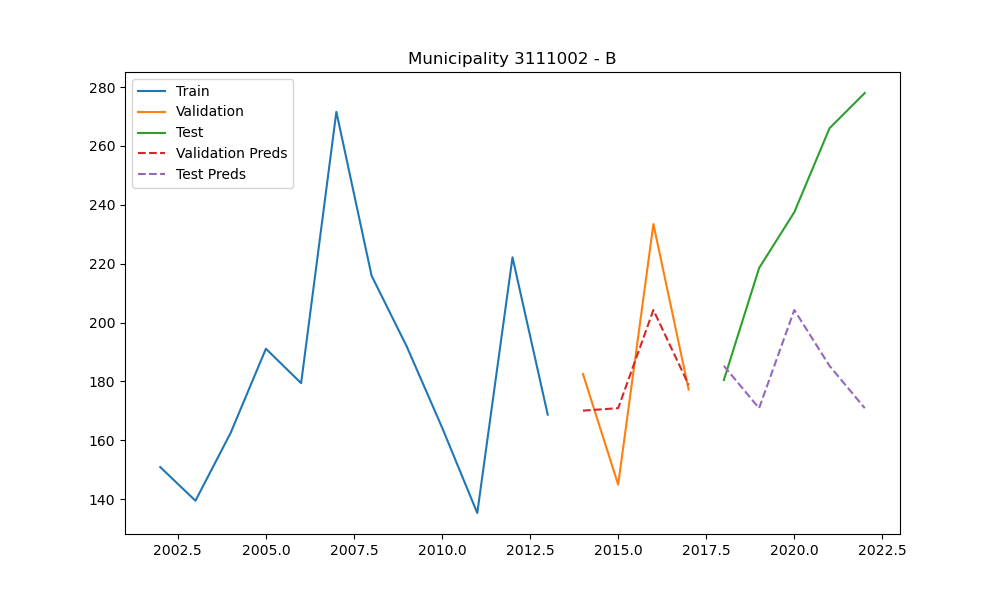 Municipality 3111002 - B
Train
Validation
Test
Validation Preds
Test Preds
280
260
240
220
200
180
160
140
2002.5 2005.0 2007.5 2010.0 2012.5 2015.0 2017.5 2020.0 2022.5